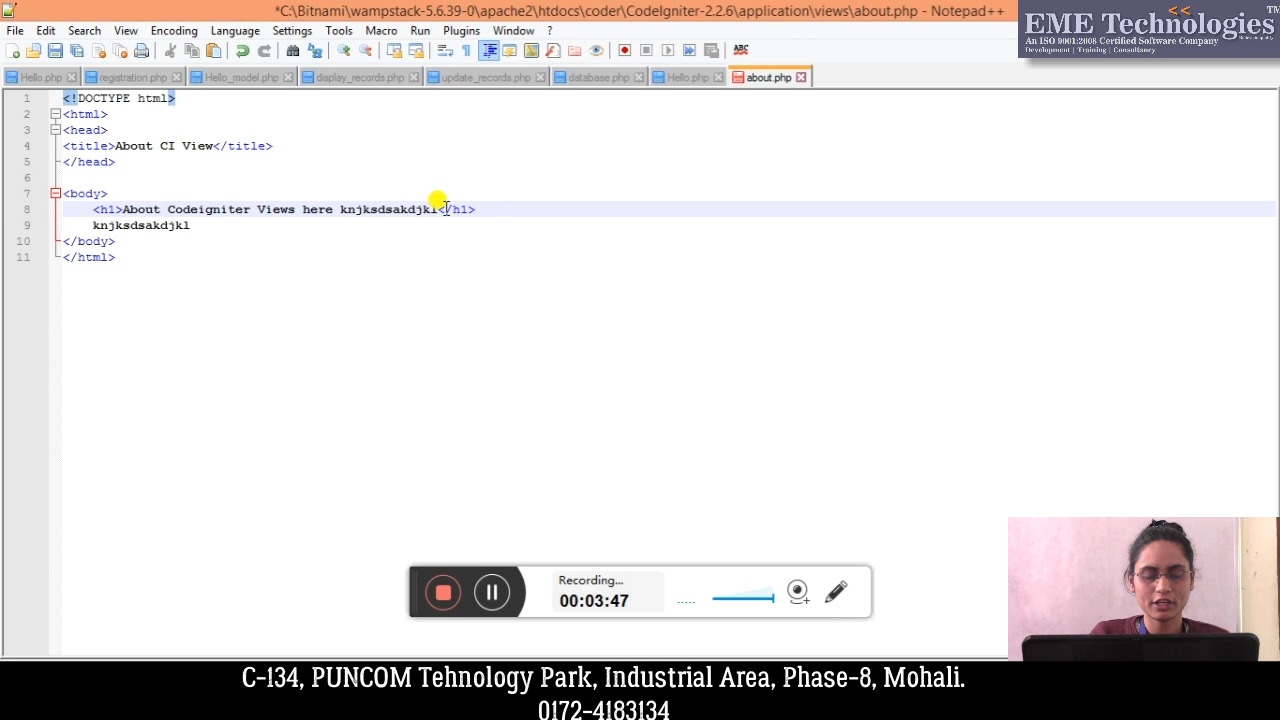 *C:\Bitnami\wampstack-5.6.39-0\apache2\htdocs\coder\CodeIgniter-2.2.6\application\views\about.php - Notepad++
File Edit Search View Encoding Language Settings Tools Macro Run Plugins Window ?
EME Technologies TM
An ISO 9001:2008 Certified Software Company
Development | Training | Consultancy
ABC
Hello.php registration.php Hello_model.php display_records.php update_records.php database.php Hello.php about.php
1 <!DOCTYPE html>
2 <html>
3 <head>
4 <title>About CI View</title>
5 </head>
6
7 <body>
8 <h1>About Codeigniter Views here knjksdsakdjkl</h1>
9 knjksdsakdjkl
10 </body>
11 </html>
Recording...
00:03:47
C-134, PUNCOM Tehnology Park, Industrial Area, Phase-8, Mohali.
0172-4183134